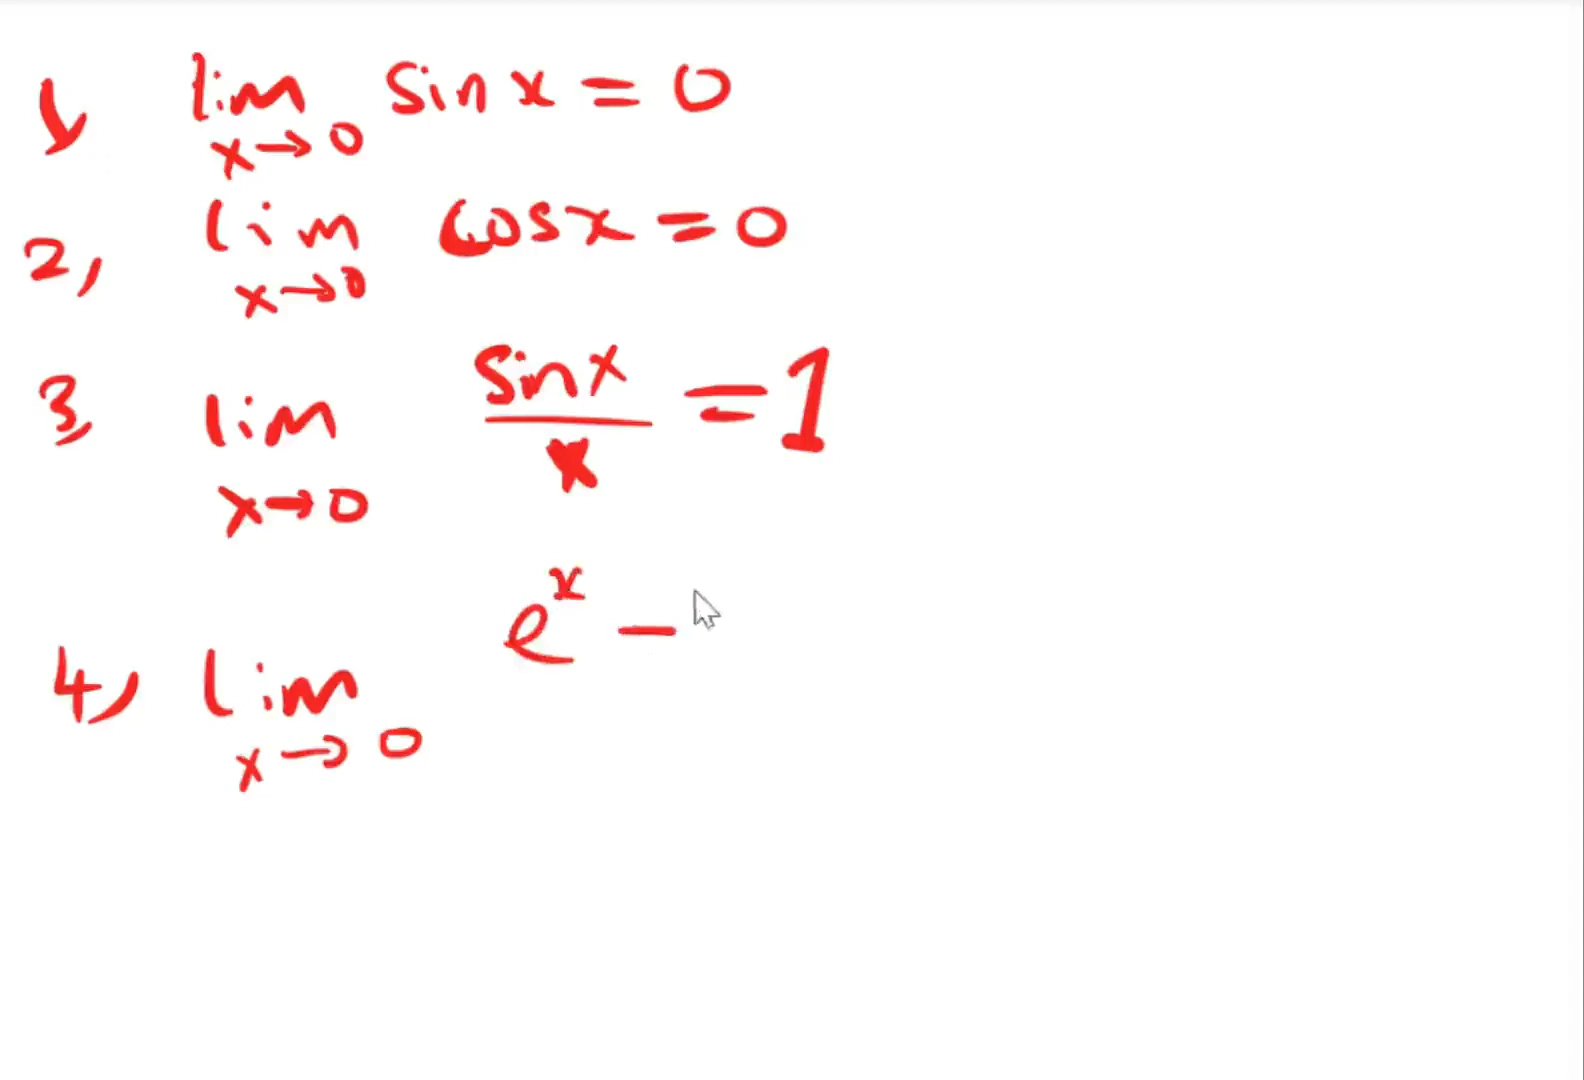 1, lim x→0 sin x = 0
2, lim x→0 cos x = 0
3, lim x→0 sin x / x = 1
4, lim x→0 e^x −